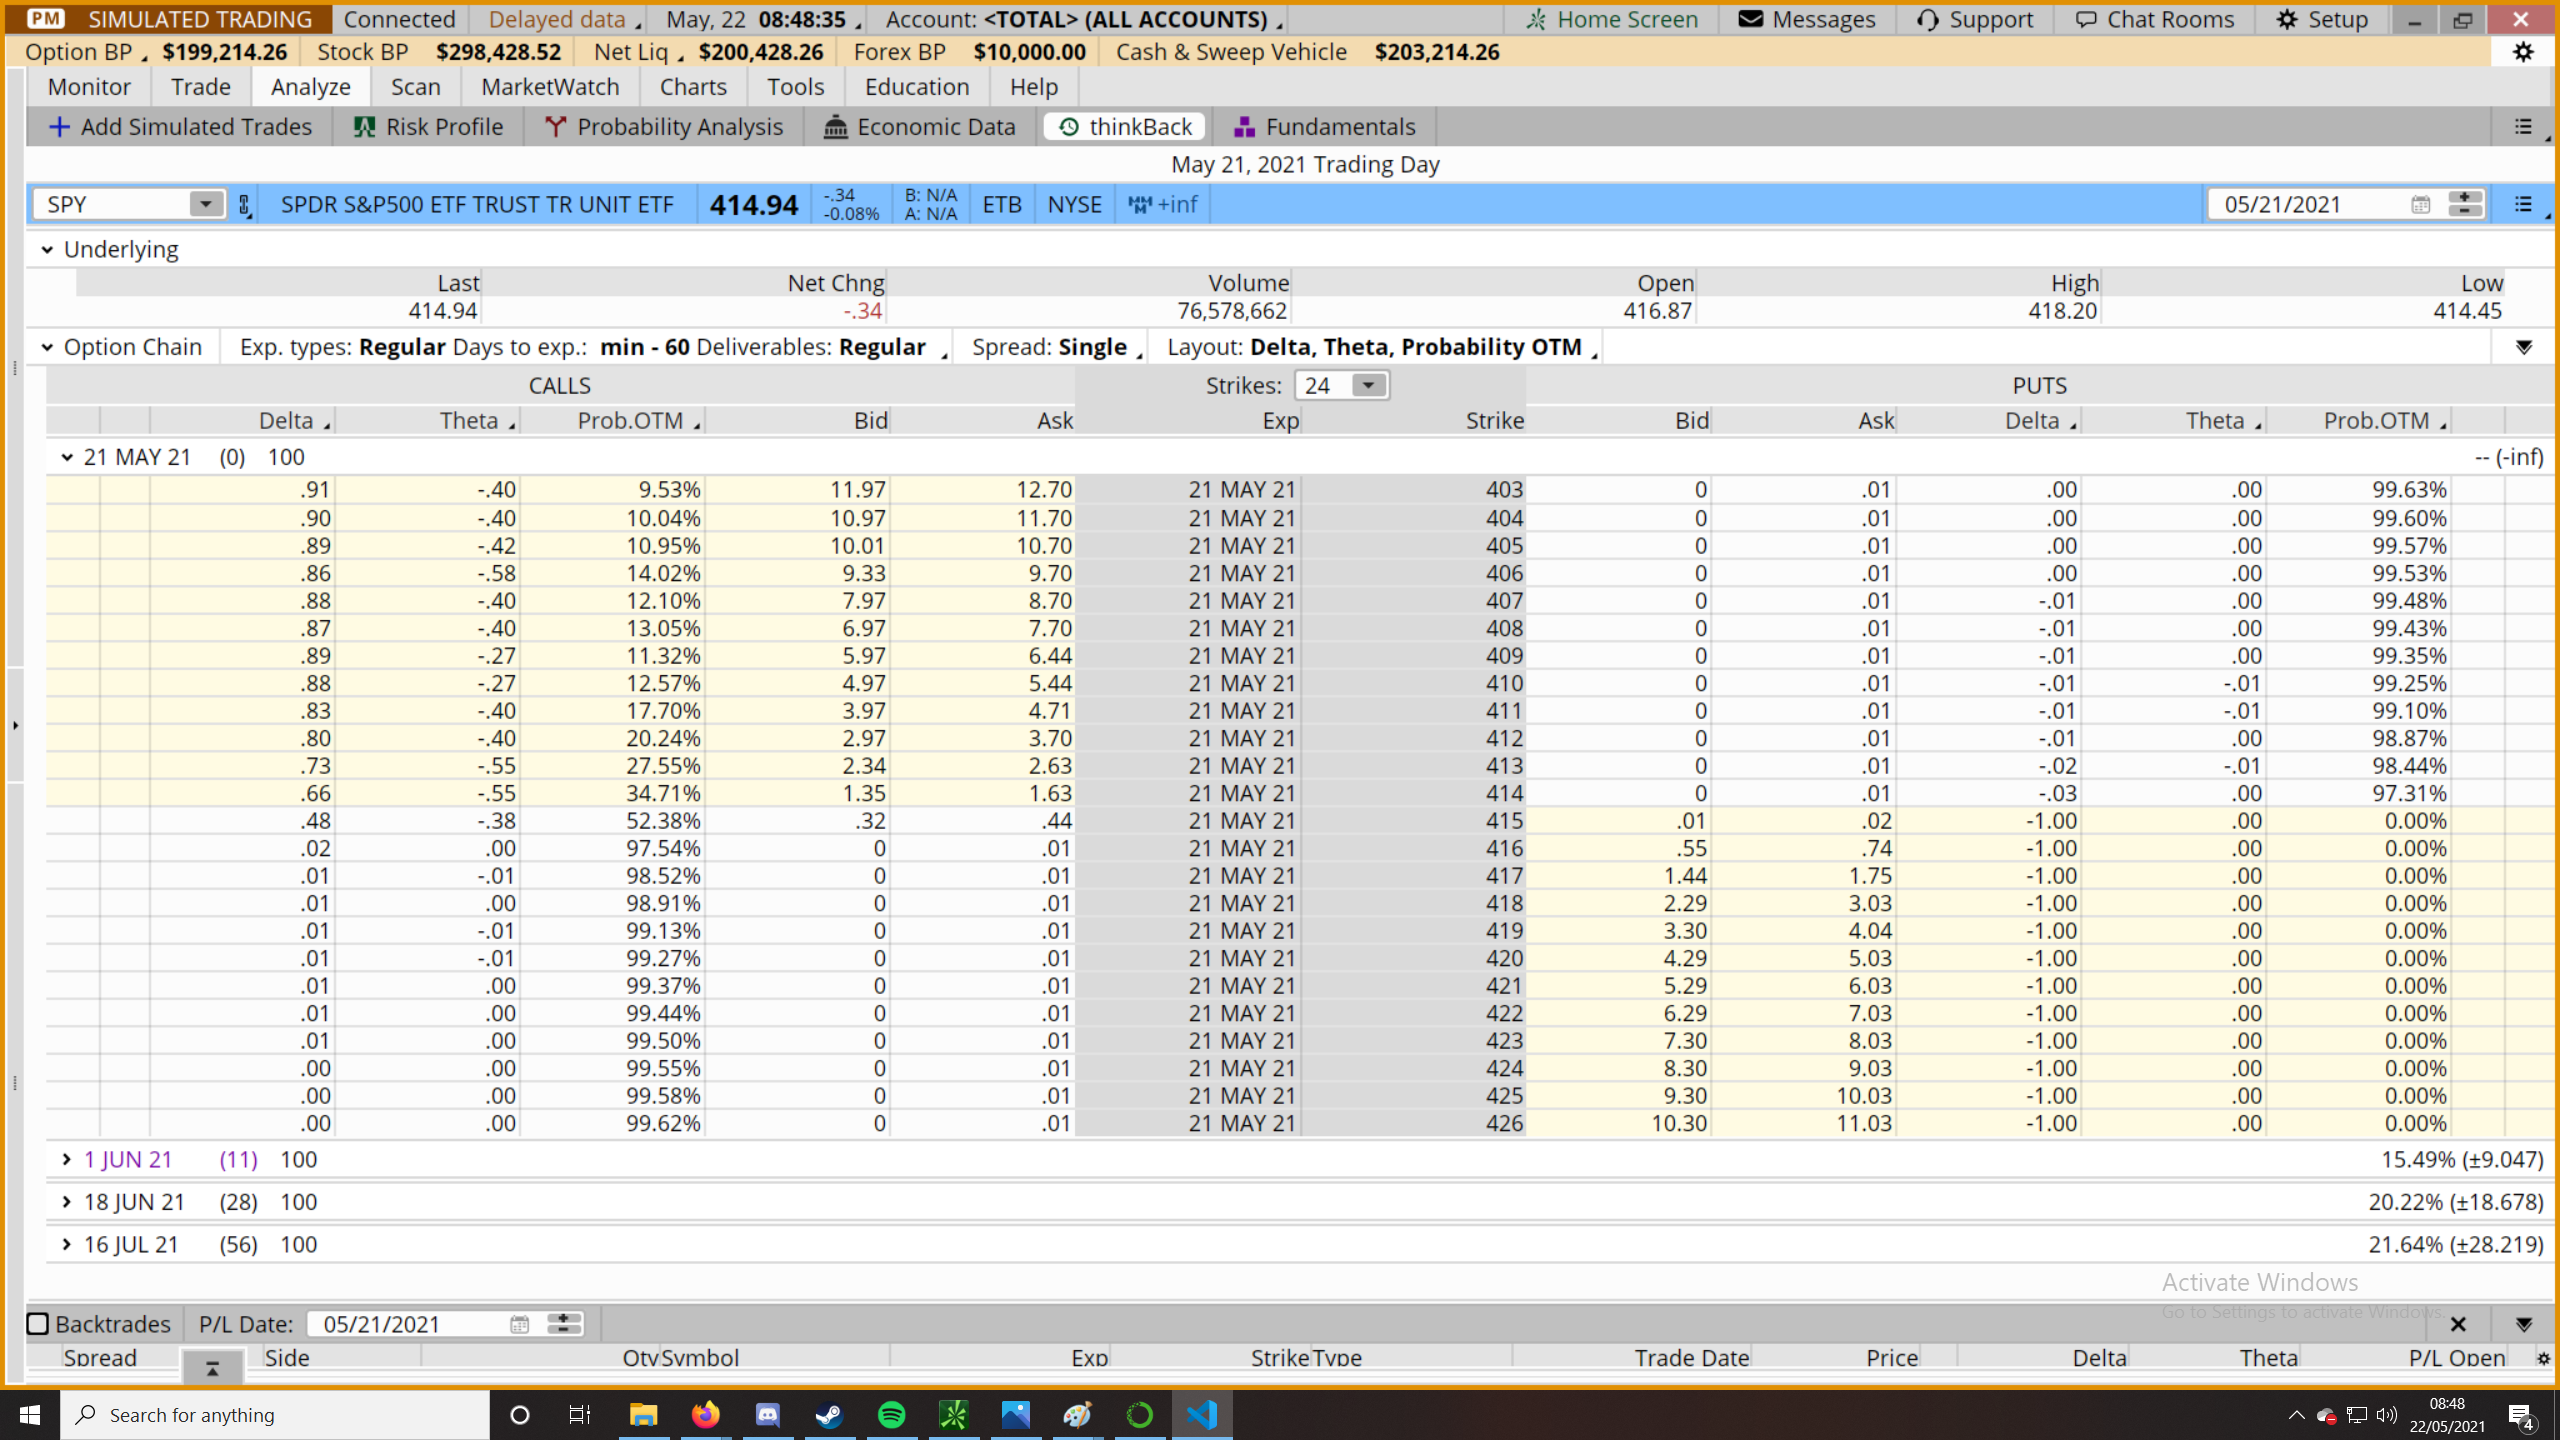 PM SIMULATED TRADING Connected Delayed data May, 22 08:48:35 Account: <TOTAL> (ALL ACCOUNTS) Home Screen Messages Support Chat Rooms Setup
Option BP $199,214.26 Stock BP $298,428.52 Net Liq $200,428.26 Forex BP $10,000.00 Cash & Sweep Vehicle $203,214.26
Monitor Trade Analyze Scan MarketWatch Charts Tools Education Help
Add Simulated Trades Risk Profile Probability Analysis Economic Data thinkBack Fundamentals
May 21, 2021 Trading Day
SPY SPDR S&P500 ETF TRUST TR UNIT ETF 414.94 -.34 -0.08% B: N/A A: N/A ETB NYSE +inf 05/21/2021
Underlying
Last Net Chng Volume Open High Low
414.94 -.34 76,578,662 416.87 418.20 414.45
Option Chain Exp. types: Regular Days to exp.: min - 60 Deliverables: Regular Spread: Single Layout: Delta, Theta, Probability OTM
CALLS Strikes: 24 PUTS
Delta Theta Prob.OTM Bid Ask Exp Strike Bid Ask Delta Theta Prob.OTM
21 MAY 21 (0) 100 -- (-inf)
.91 -.40 9.53% 11.97 12.70 21 MAY 21 403 0 .01 .00 .00 99.63%
.90 -.40 10.04% 10.97 11.70 21 MAY 21 404 0 .01 .00 .00 99.60%
.89 -.42 10.95% 10.01 10.70 21 MAY 21 405 0 .01 .00 .00 99.57%
.86 -.58 14.02% 9.33 9.70 21 MAY 21 406 0 .01 .00 .00 99.53%
.88 -.40 12.10% 7.97 8.70 21 MAY 21 407 0 .01 -.01 .00 99.48%
.87 -.40 13.05% 6.97 7.70 21 MAY 21 408 0 .01 -.01 .00 99.43%
.89 -.27 11.32% 5.97 6.44 21 MAY 21 409 0 .01 -.01 .00 99.35%
.88 -.27 12.57% 4.97 5.44 21 MAY 21 410 0 .01 -.01 -.01 99.25%
.83 -.40 17.70% 3.97 4.71 21 MAY 21 411 0 .01 -.01 -.01 99.10%
.80 -.40 20.24% 2.97 3.70 21 MAY 21 412 0 .01 -.01 .00 98.87%
.73 -.55 27.55% 2.34 2.63 21 MAY 21 413 0 .01 -.02 -.01 98.44%
.66 -.55 34.71% 1.35 1.63 21 MAY 21 414 0 .01 -.03 .00 97.31%
.48 -.38 52.38% .32 .44 21 MAY 21 415 .01 .02 -1.00 .00 0.00%
.02 .00 97.54% 0 .01 21 MAY 21 416 .55 .74 -1.00 .00 0.00%
.01 -.01 98.52% 0 .01 21 MAY 21 417 1.44 1.75 -1.00 .00 0.00%
.01 .00 98.91% 0 .01 21 MAY 21 418 2.29 3.03 -1.00 .00 0.00%
.01 -.01 99.13% 0 .01 21 MAY 21 419 3.30 4.04 -1.00 .00 0.00%
.01 -.01 99.27% 0 .01 21 MAY 21 420 4.29 5.03 -1.00 .00 0.00%
.01 .00 99.37% 0 .01 21 MAY 21 421 5.29 6.03 -1.00 .00 0.00%
.01 .00 99.44% 0 .01 21 MAY 21 422 6.29 7.03 -1.00 .00 0.00%
.01 .00 99.50% 0 .01 21 MAY 21 423 7.30 8.03 -1.00 .00 0.00%
.00 .00 99.55% 0 .01 21 MAY 21 424 8.30 9.03 -1.00 .00 0.00%
.00 .00 99.58% 0 .01 21 MAY 21 425 9.30 10.03 -1.00 .00 0.00%
.00 .00 99.62% 0 .01 21 MAY 21 426 10.30 11.03 -1.00 .00 0.00%
1 JUN 21 (11) 100 15.49% (±9.047)
18 JUN 21 (28) 100 20.22% (±18.678)
16 JUL 21 (56) 100 21.64% (±28.219)
Activate Windows
Go to Settings to activate Windows.
Backtrades P/L Date: 05/21/2021
Spread Side Qty Symbol Exp Strike Type Trade Date Price Delta Theta P/L Open
Search for anything 08:48
22/05/2021 4